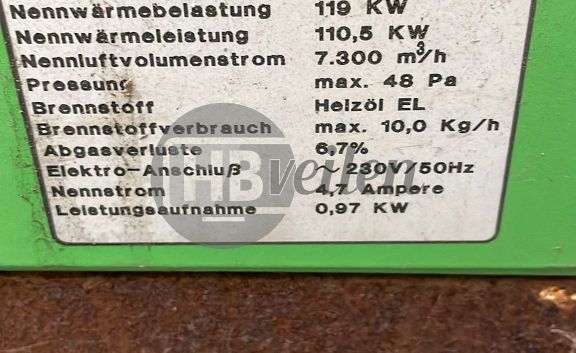 Nennwärmebelastung 119 KW
Nennwärmeleistung 110,5 KW
Nennluftvolumenstrom 7.300 m³/h
Pressung max. 48 Pa
Brennstoff Heizöl EL
Brennstoffverbrauch max. 10,0 Kg/h
Abgasverluste 6,7%
Elektro-Anschluß ~230V/50Hz
Nennstrom 4,7 Ampere
Leistungsaufnahme 0,97 KW
HBveilen